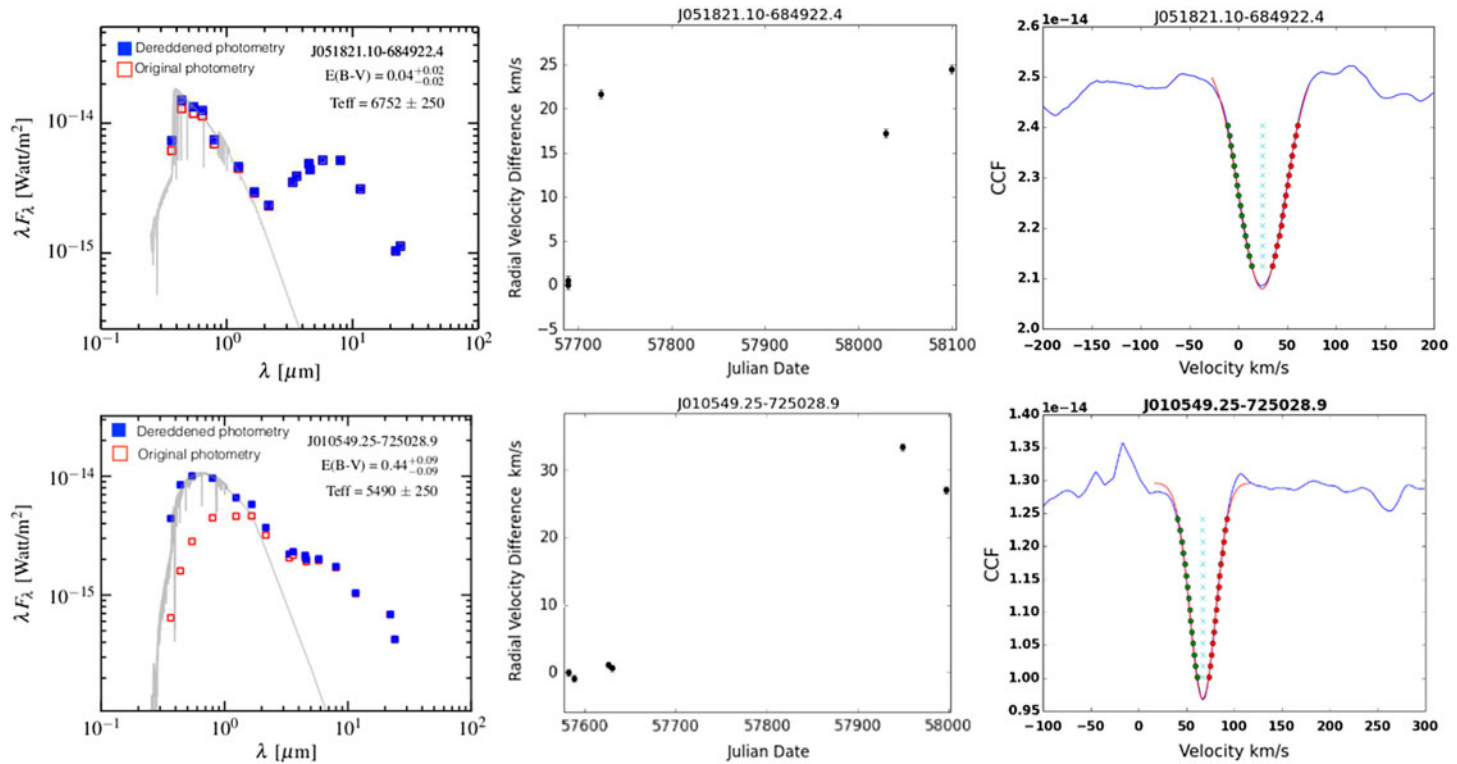 J051821.10-684922.4
Dereddened photometry
Original photometry
J051821.10-684922.4
E(B-V) = 0.04 +0.02 -0.02
Teff = 6752 ± 250
λFλ [Watt/m²]
10⁻¹⁴
10⁻¹⁵
10⁻¹ 10⁰ 10¹ 10²
λ [μm]
Radial Velocity Difference km/s
25
20
15
10
5
0
−5
57700 57800 57900 58000 58100
Julian Date
J051821.10-684922.4
1e−14
CCF
2.6
2.5
2.4
2.3
2.2
2.1
2.0
−200 −150 −100 −50 0 50 100 150 200
Velocity km/s
Dereddened photometry
Original photometry
J010549.25-725028.9
E(B-V) = 0.44 +0.09 -0.09
Teff = 5490 ± 250
λFλ [Watt/m²]
10⁻¹⁴
10⁻¹⁵
10⁻¹ 10⁰ 10¹ 10²
λ [μm]
J010549.25-725028.9
Radial Velocity Difference km/s
30
20
10
0
57600 57700 57800 57900 58000
Julian Date
J010549.25-725028.9
1e−14
CCF
1.40
1.35
1.30
1.25
1.20
1.15
1.10
1.05
1.00
0.95
−100 −50 0 50 100 150 200 250 300
Velocity km/s